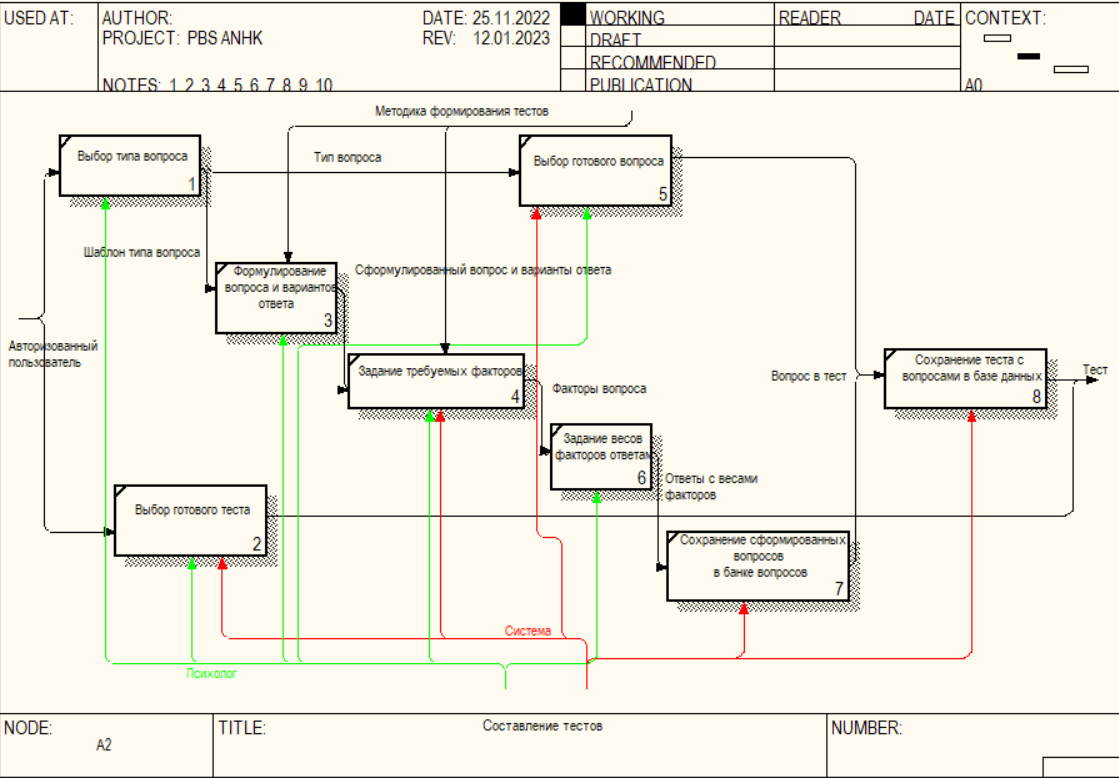 USED AT:
AUTHOR:
DATE: 25.11.2022
PROJECT: PBS ANHK
REV: 12.01.2023
NOTES: 1 2 3 4 5 6 7 8 9 10
WORKING
DRAFT
RECOMMENDED
PUBLICATION
READER
DATE
CONTEXT:
A0
Методика формирования тестов
Выбор типа вопроса
1
Тип вопроса
Выбор готового вопроса
5
Шаблон типа вопроса
Формулирование
вопроса и вариантов
ответа
3
Сформулированный вопрос и варианты ответа
Авторизованный
пользователь
Задание требуемых факторов
4
Факторы вопроса
Вопрос в тест
Сохранение теста с
вопросами в базе данных
8
Тест
Задание весов
факторов ответам
6
Ответы с весами
факторов
Выбор готового теста
2
Сохранение сформированных
вопросов
в банке вопросов
7
Система
Психолог
NODE:
A2
TITLE:
Составление тестов
NUMBER: